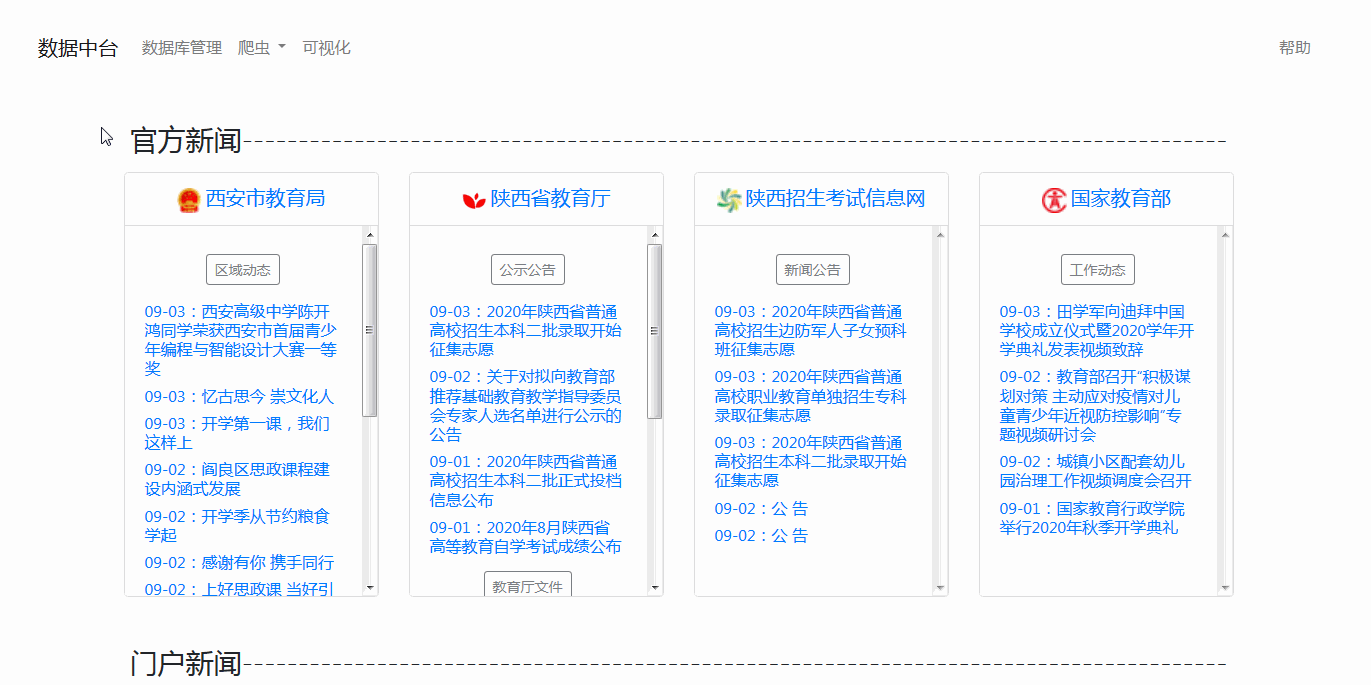 数据中台 数据库管理 爬虫 可视化 帮助
官方新闻--------------------------------------------------------------------------------
西安市教育局
区域动态
09-03：西安高级中学陈开
鸿同学荣获西安市首届青少
年编程与智能设计大赛一等
奖
09-03：忆古思今 崇文化人
09-03：开学第一课，我们
这样上
09-02：阎良区思政课程建
设内涵式发展
09-02：开学季从节约粮食
学起
09-02：感谢有你 携手同行
09-02：上好思政课 当好引
陕西省教育厅
公示公告
09-03：2020年陕西省普通
高校招生本科二批录取开始
征集志愿
09-02：关于对拟向教育部
推荐基础教育教学指导委员
会专家人选名单进行公示的
公告
09-01：2020年陕西省普通
高校招生本科二批正式投档
信息公布
09-01：2020年8月陕西省
高等教育自学考试成绩公布
教育厅文件
陕西招生考试信息网
新闻公告
09-03：2020年陕西省普通
高校招生边防军人子女预科
班征集志愿
09-03：2020年陕西省普通
高校职业教育单独招生专科
录取征集志愿
09-03：2020年陕西省普通
高校招生本科二批录取开始
征集志愿
09-02：公 告
09-02：公 告
国家教育部
工作动态
09-03：田学军向迪拜中国
学校成立仪式暨2020学年开
学典礼发表视频致辞
09-02：教育部召开“积极谋
划对策 主动应对疫情对儿
童青少年近视防控影响”专
题视频研讨会
09-02：城镇小区配套幼儿
园治理工作视频调度会召开
09-01：国家教育行政学院
举行2020年秋季开学典礼
门户新闻--------------------------------------------------------------------------------